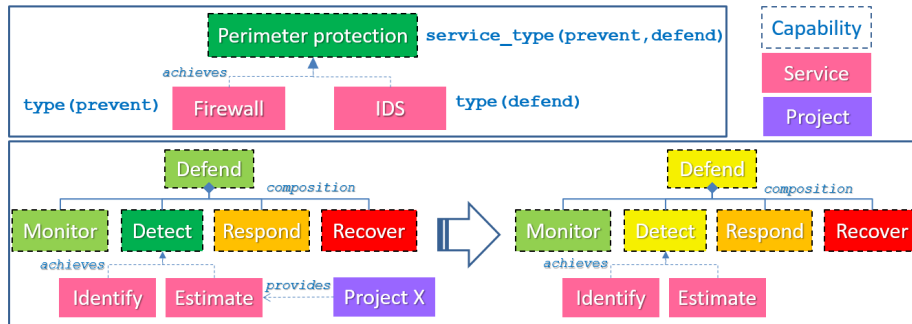 Perimeter protection
service_type(prevent,defend)
achieves
type(prevent)
Firewall
IDS
type(defend)
Capability
Service
Project
Defend
composition
Monitor
Detect
Respond
Recover
achieves
Identify
Estimate
provides
Project X
Defend
composition
Monitor
Detect
Respond
Recover
achieves
Identify
Estimate